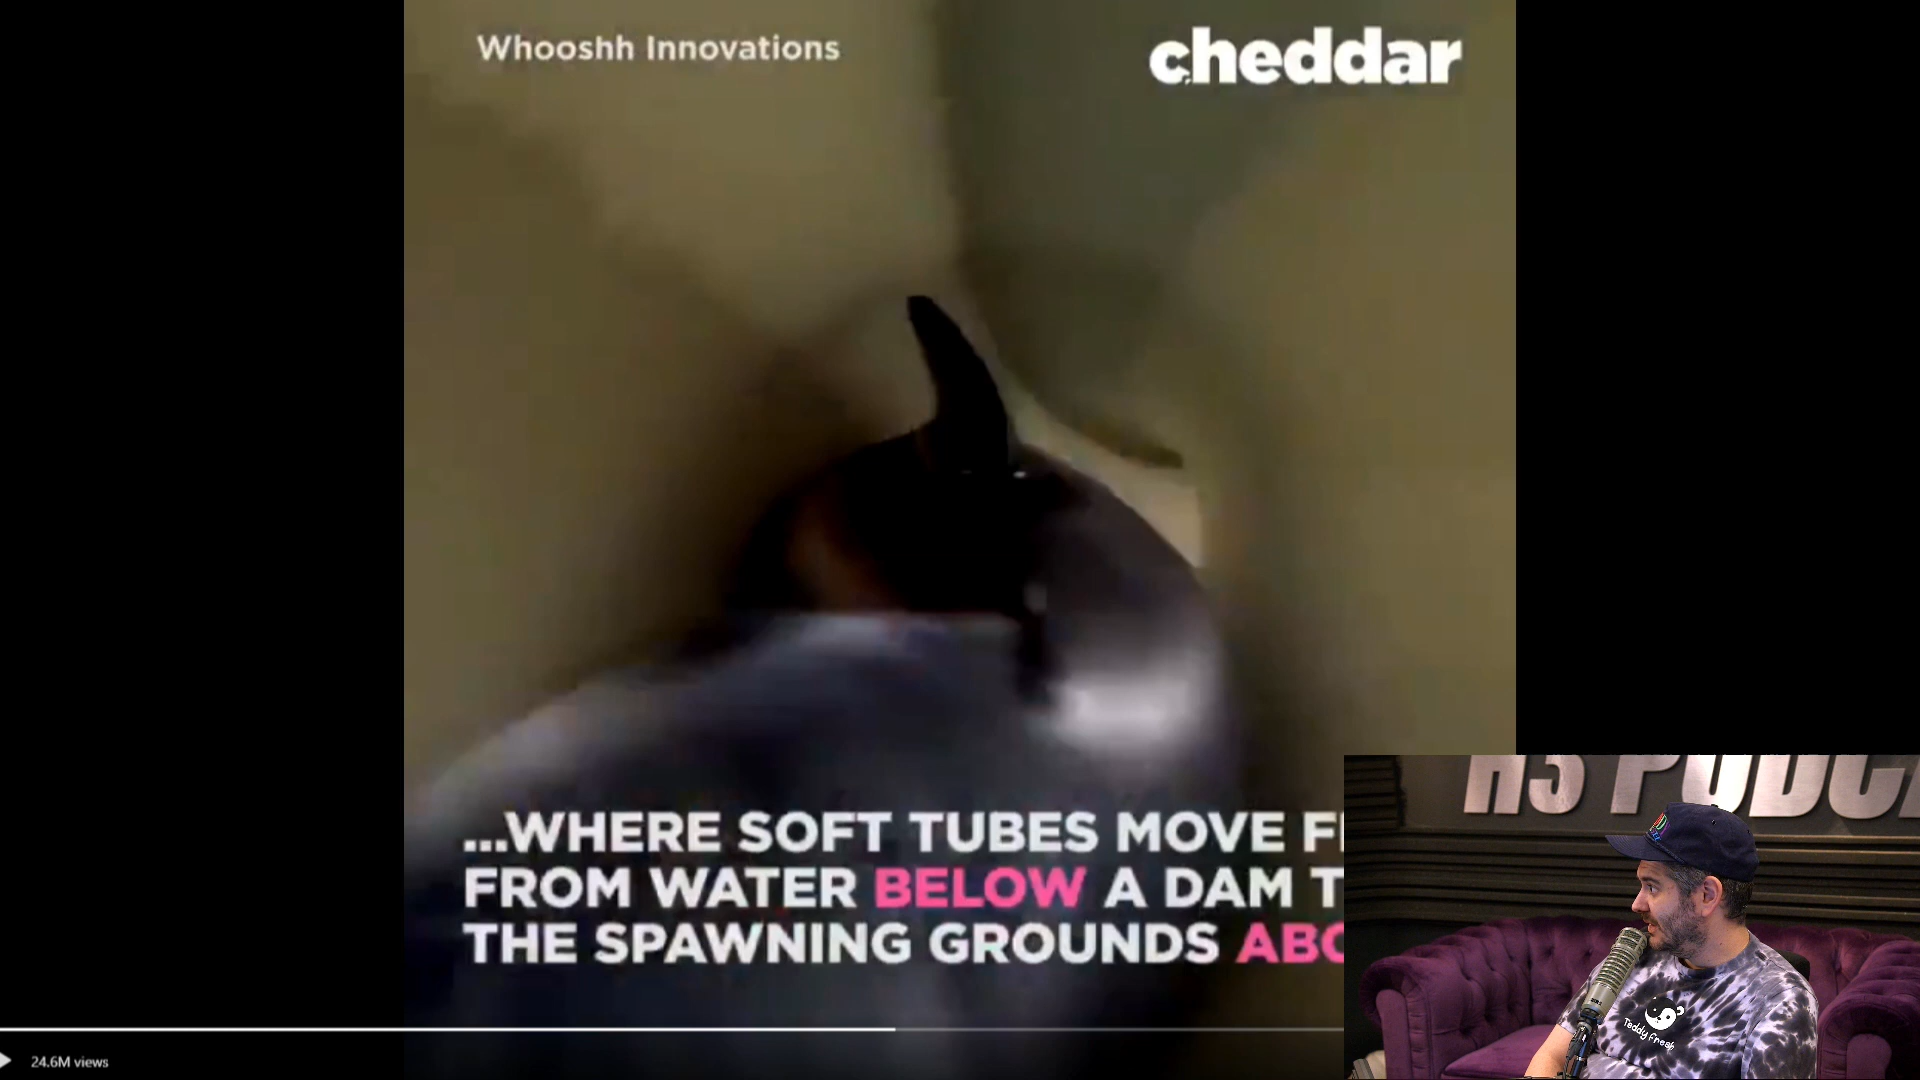 Whooshh Innovations
cheddar
...WHERE SOFT TUBES MOVE
FROM WATER BELOW A DAM
THE SPAWNING GROUNDS
H3 PODC
Teddy Fresh
24.6M views